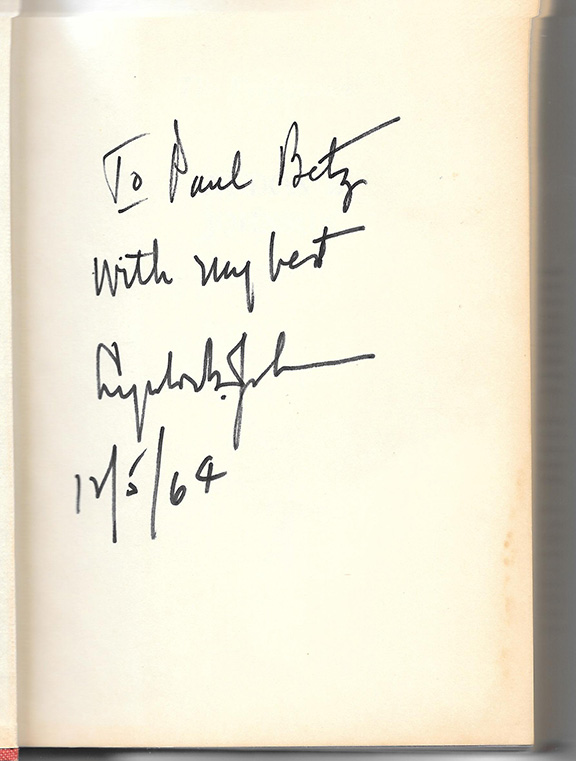 To Paul Betz
With my best
Lyndon B. Johnson
12/5/64